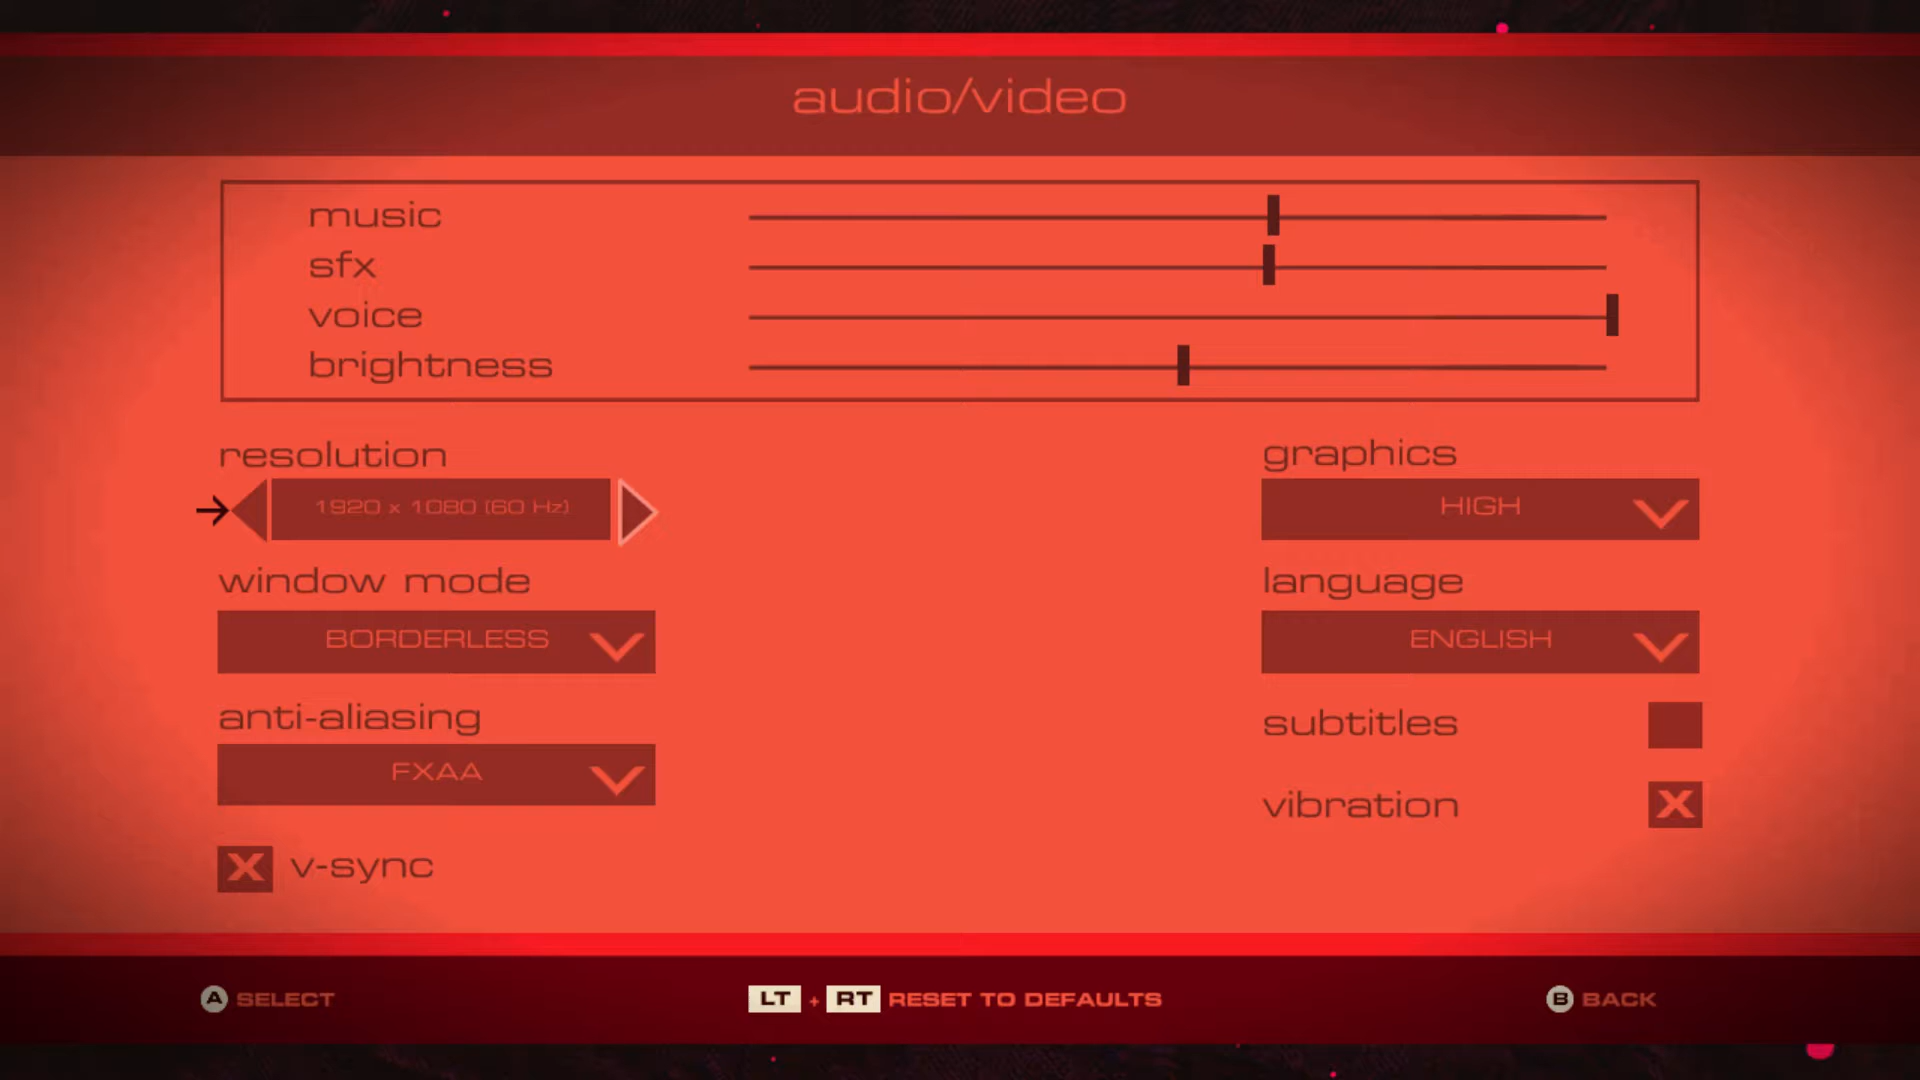 audio/video
music
sfx
voice
brightness
resolution
1920 x 1080 (60 Hz)
window mode
BORDERLESS
anti-aliasing
FXAA
X v-sync
graphics
HIGH
language
ENGLISH
subtitles
vibration X
A SELECT
LT + RT RESET TO DEFAULTS
B BACK